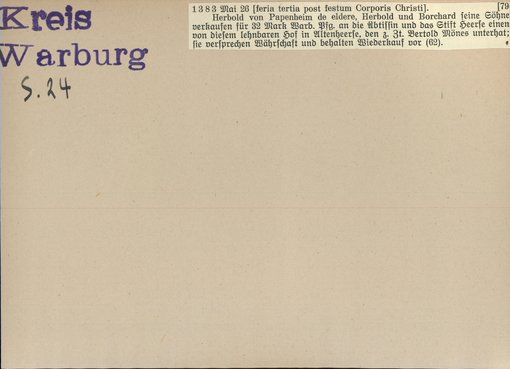 Kreis
Warburg
S. 24
1383 Mai 26 [feria tertia post festum Corporis Christi]. [79
Herbold von Papenheim de eldere, Herbold und Borchard seine Söhne
verkaufen für 32 Mark Warb. Pfg. an die Äbtissin und das Stift Heerse einen
von diesem lehnbaren Hof in Altenheerse, den z. Zt. Bertold Mönes unterhat;
sie versprechen Währschaft und behalten Wiederkauf vor (62).